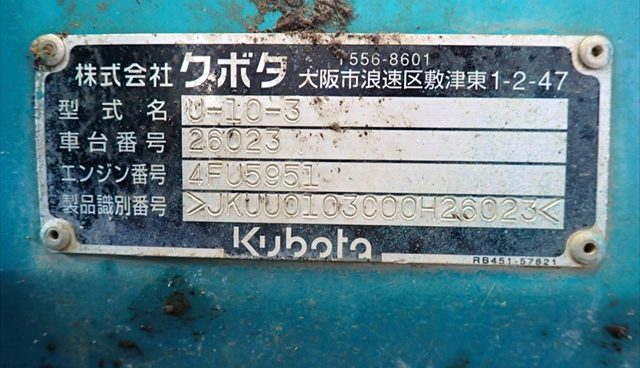 〒556-8601
株式会社 クボタ 大阪市浪速区敷津東1-2-47
型式名 U-10-3
車台番号 26023
エンジン番号 4FU5951
製品識別番号 >JKUU0103C00H26023<
Kubota
RB451-57821